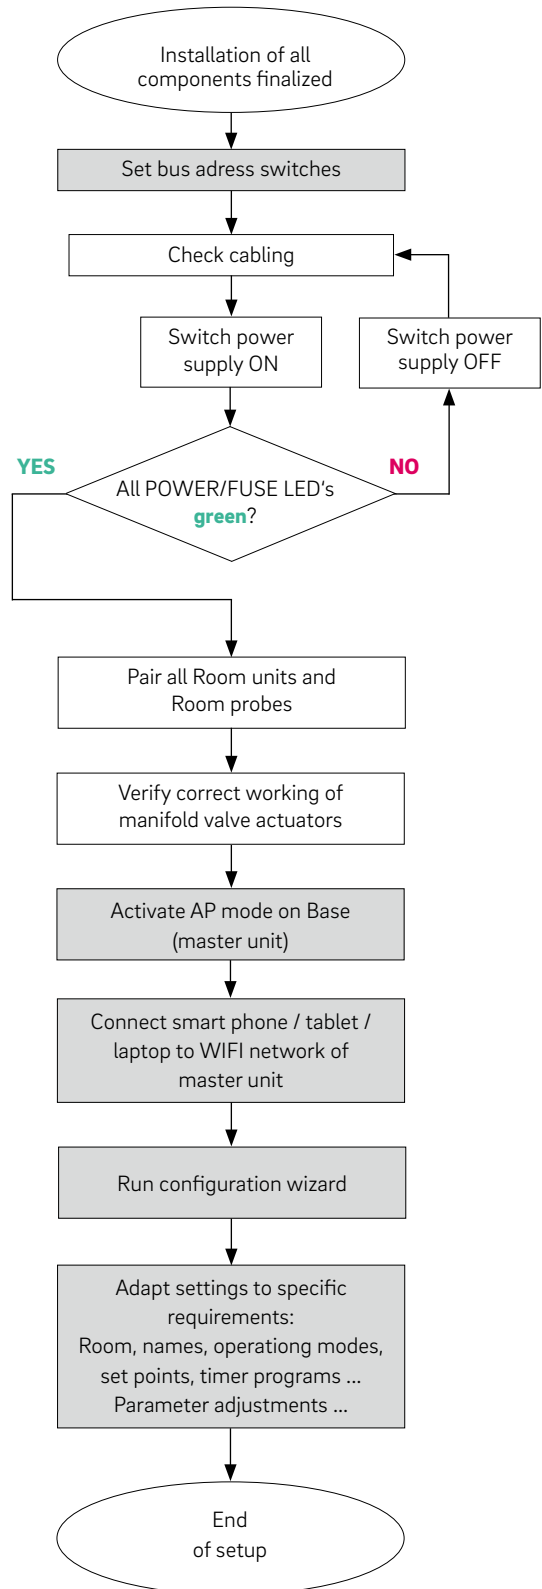 Installation of all
components finalized
Set bus adress switches
Check cabling
Switch power
supply ON
Switch power
supply OFF
YES
NO
All POWER/FUSE LED's
green?
Pair all Room units and
Room probes
Verify correct working of
manifold valve actuators
Activate AP mode on Base
(master unit)
Connect smart phone / tablet /
laptop to WIFI network of
master unit
Run configuration wizard
Adapt settings to specific
requirements:
Room, names, operationg modes,
set points, timer programs ...
Parameter adjustments ...
End
of setup